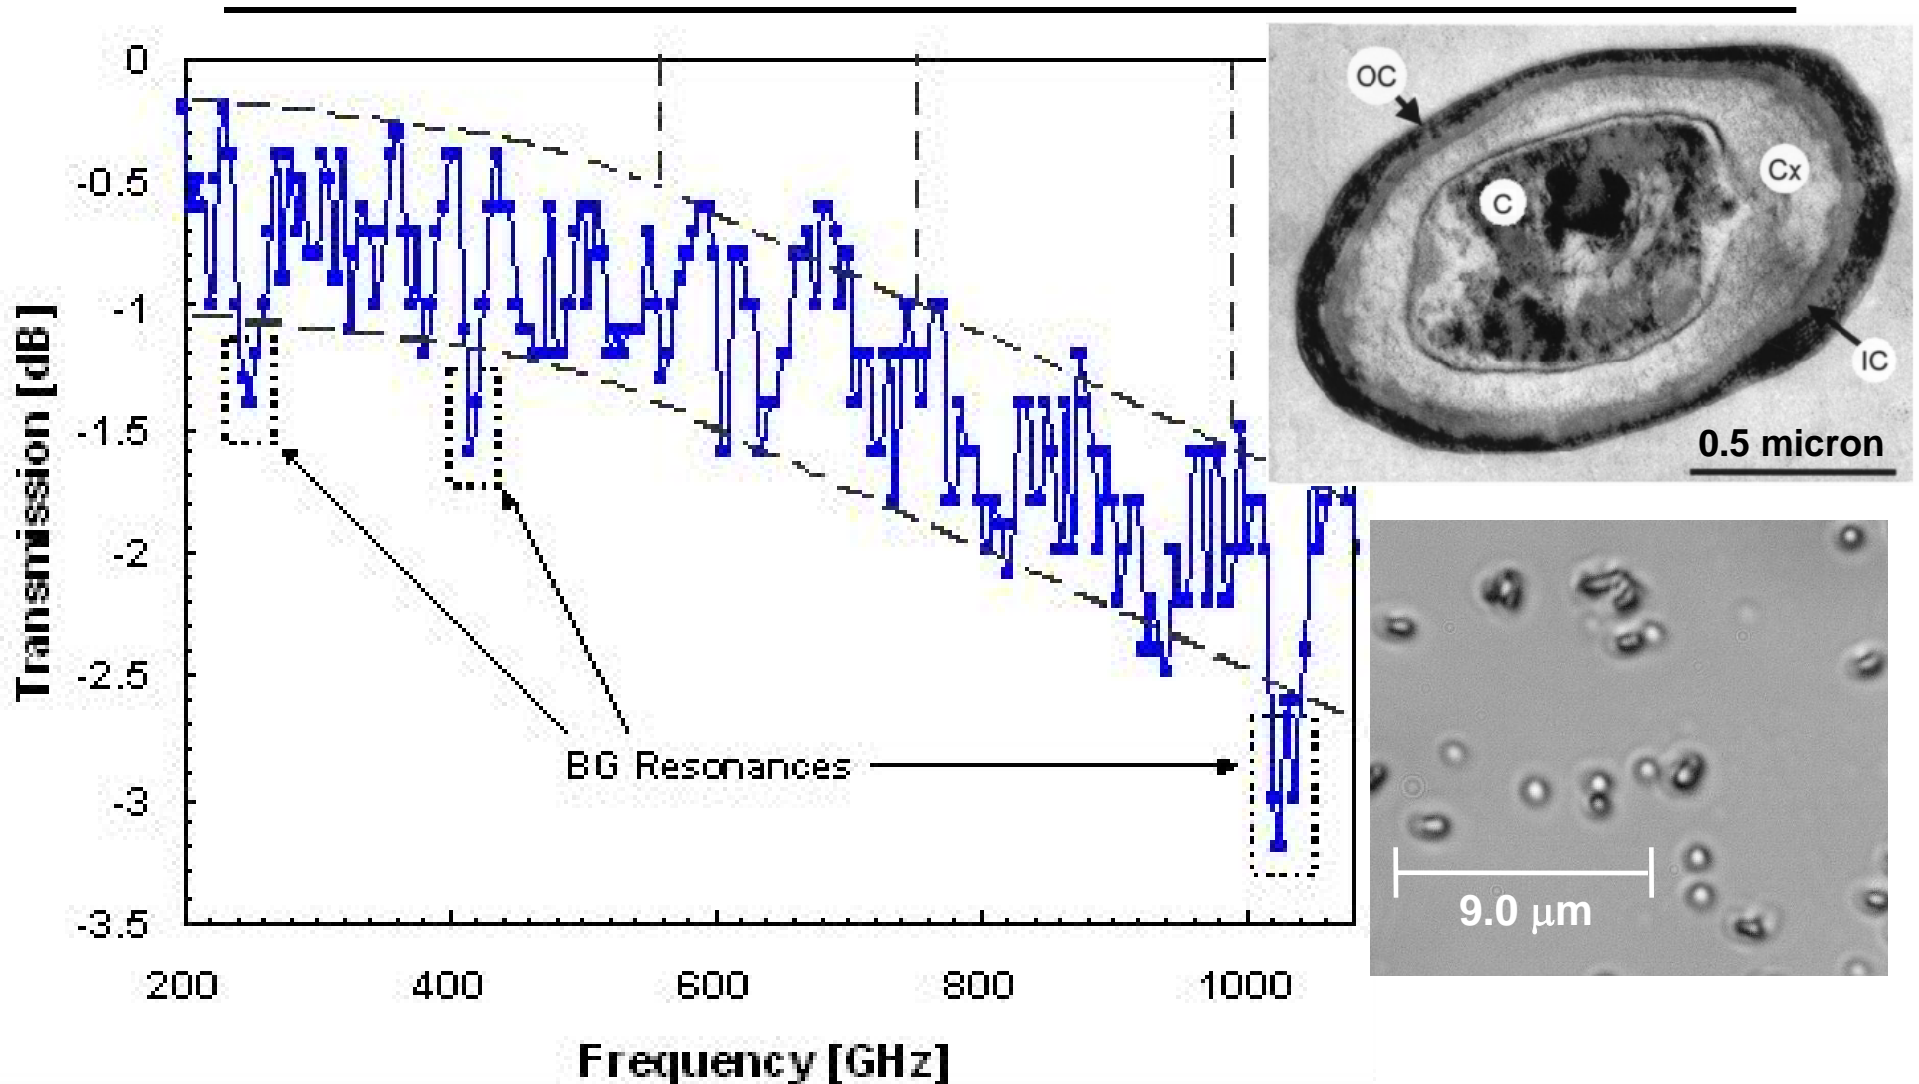 Transmission [dB]
0
-0.5
-1
-1.5
-2
-2.5
-3
-3.5
200
400
600
800
1000
Frequency [GHz]
BG Resonances
OC
C
Cx
IC
0.5 micron
9.0 μm